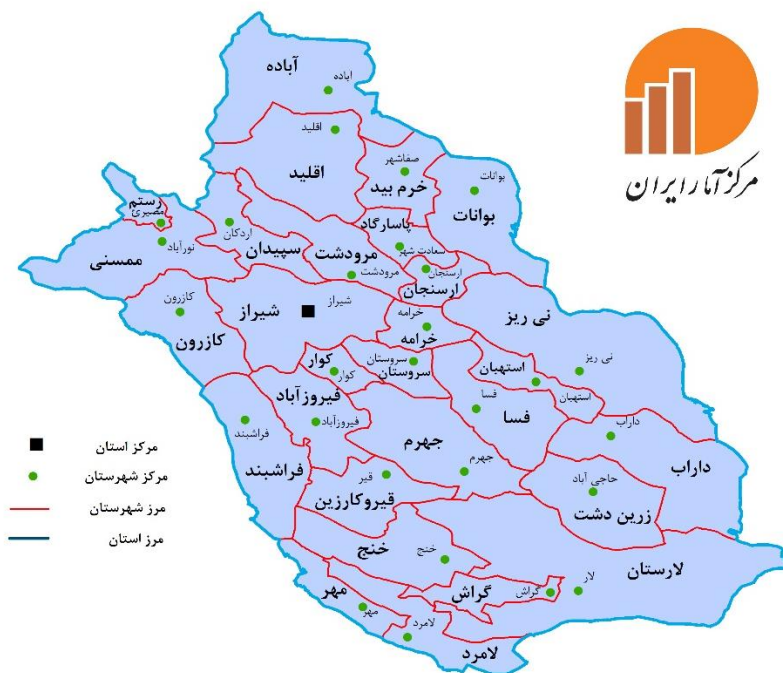 آباده
اباده
اقلید
اقلید
صفاشهر
خرم بید
بوانات
بوانات
مرکز آمار ایران
رستم
مصیری
پاسارگاد
اردکان
سعادت شهر
نورآباد
سپیدان
مرودشت
مرودشت
ارسنجان
ارسنجان
ممسنی
کازرون
کازرون
شیراز
شیراز
خرامه
خرامه
نی ریز
نی ریز
کوار
کوار
سروستان
سروستان
استهبان
استهبان
فیروزآباد
فیروزآباد
فسا
فسا
فراشبند
فراشبند
جهرم
جهرم
داراب
داراب
قیر
قیروکارزین
حاجی آباد
زرین دشت
خنج
خنج
لارستان
لار
گراش
گراش
مهر
مهر
لامرد
لامرد
مرکز استان
مرکز شهرستان
مرز شهرستان
مرز استان